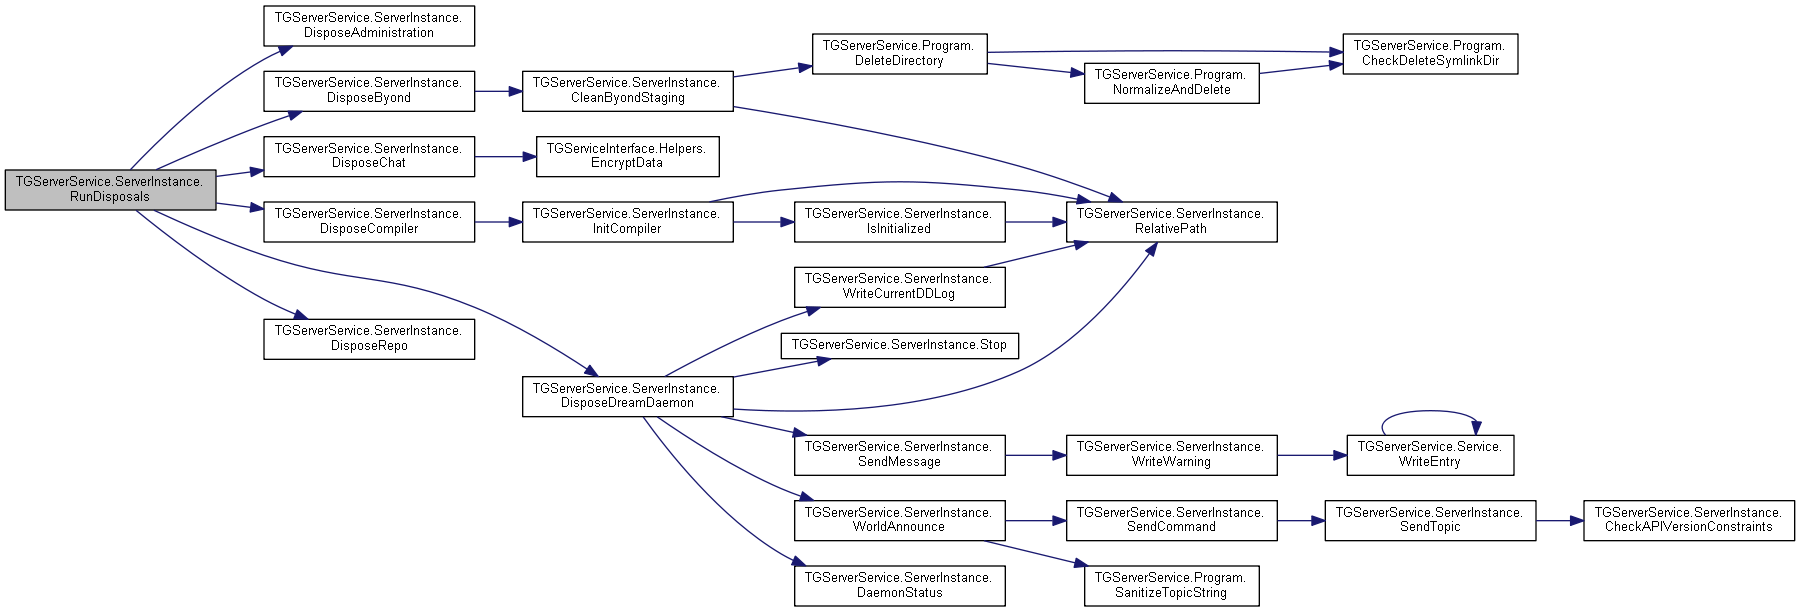 TGServerService.ServerInstance.
RunDisposals
TGServerService.ServerInstance.
DisposeAdministration
TGServerService.ServerInstance.
DisposeByond
TGServerService.ServerInstance.
DisposeChat
TGServerService.ServerInstance.
DisposeCompiler
TGServerService.ServerInstance.
DisposeRepo
TGServerService.ServerInstance.
CleanByondStaging
TGServiceInterface.Helpers.
EncryptData
TGServerService.ServerInstance.
InitCompiler
TGServerService.ServerInstance.
DisposeDreamDaemon
TGServerService.Program.
DeleteDirectory
TGServerService.ServerInstance.
IsInitialized
TGServerService.ServerInstance.
WriteCurrentDDLog
TGServerService.ServerInstance.Stop
TGServerService.ServerInstance.
SendMessage
TGServerService.ServerInstance.
WorldAnnounce
TGServerService.ServerInstance.
DaemonStatus
TGServerService.Program.
NormalizeAndDelete
TGServerService.ServerInstance.
RelativePath
TGServerService.ServerInstance.
WriteWarning
TGServerService.ServerInstance.
SendCommand
TGServerService.Program.
SanitizeTopicString
TGServerService.Program.
CheckDeleteSymlinkDir
TGServerService.Service.
WriteEntry
TGServerService.ServerInstance.
SendTopic
TGServerService.ServerInstance.
CheckAPIVersionConstraints